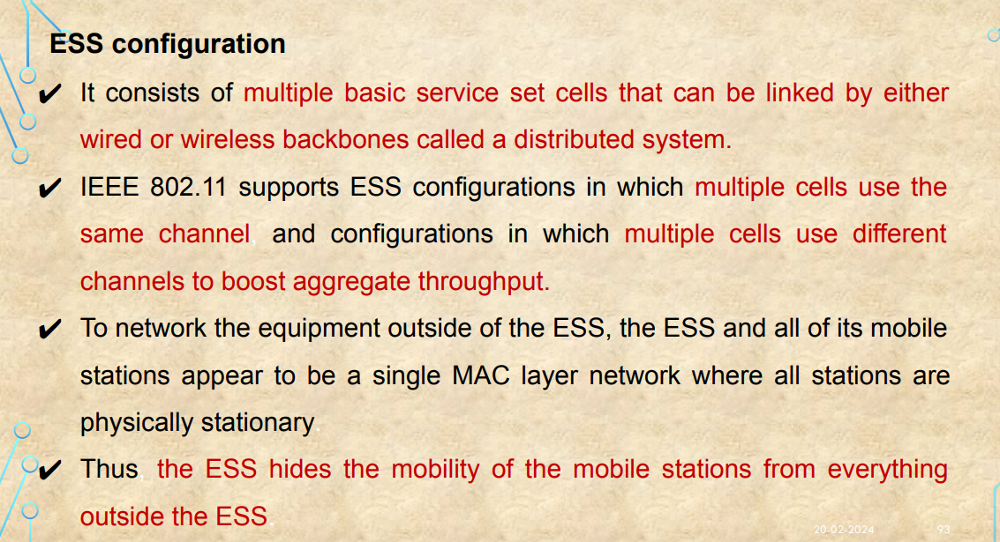 ESS configuration
✔ It consists of multiple basic service set cells that can be linked by either
wired or wireless backbones called a distributed system.
✔ IEEE 802.11 supports ESS configurations in which multiple cells use the
same channel, and configurations in which multiple cells use different
channels to boost aggregate throughput.
✔ To network the equipment outside of the ESS, the ESS and all of its mobile
stations appear to be a single MAC layer network where all stations are
physically stationary
✔ Thus, the ESS hides the mobility of the mobile stations from everything
outside the ESS.
20-02-2024 93